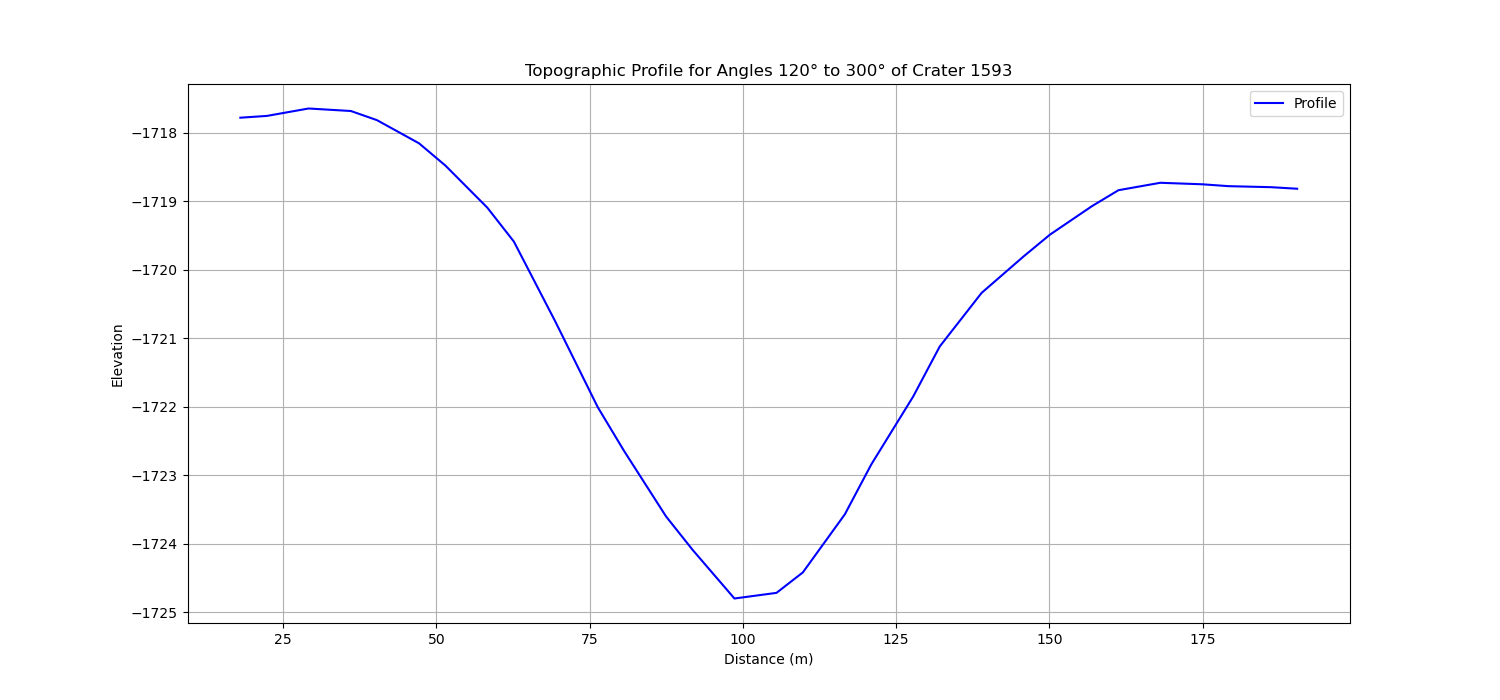 Topographic Profile for Angles 120° to 300° of Crater 1593
Profile
Elevation
−1718
−1719
−1720
−1721
−1722
−1723
−1724
−1725
25 50 75 100 125 150 175
Distance (m)